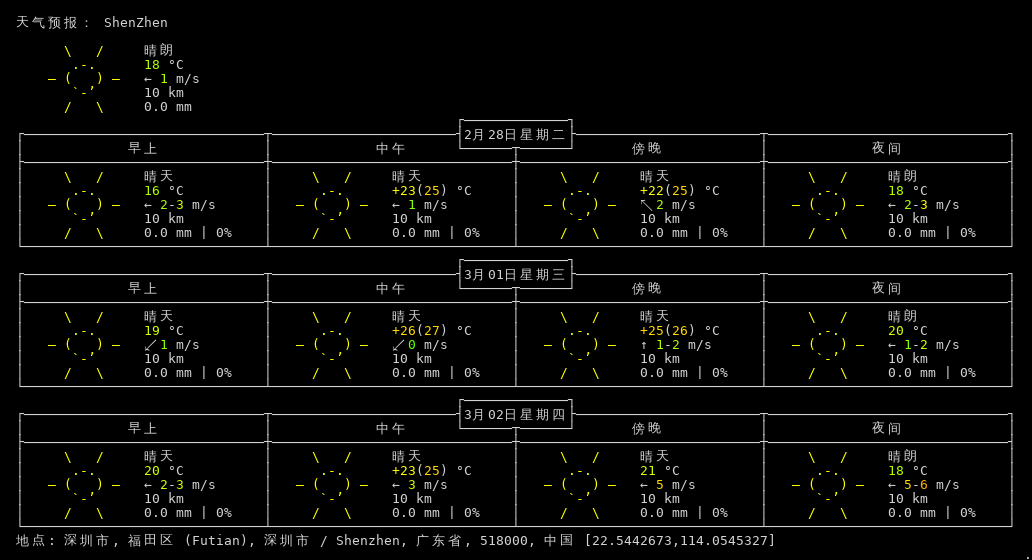 天气预报： ShenZhen
晴朗
18 °C
← 1 m/s
10 km
0.0 mm
2月28日星期二
早上 中午 傍晚 夜间
晴天 晴天 晴天 晴朗
16 °C +23(25) °C +22(25) °C 18 °C
← 2-3 m/s ← 1 m/s ↖ 2 m/s ← 2-3 m/s
10 km 10 km 10 km 10 km
0.0 mm | 0% 0.0 mm | 0% 0.0 mm | 0% 0.0 mm | 0%
3月01日星期三
早上 中午 傍晚 夜间
晴天 晴天 晴天 晴朗
19 °C +26(27) °C +25(26) °C 20 °C
↙ 1 m/s ↙ 0 m/s ↑ 1-2 m/s ← 1-2 m/s
10 km 10 km 10 km 10 km
0.0 mm | 0% 0.0 mm | 0% 0.0 mm | 0% 0.0 mm | 0%
3月02日星期四
早上 中午 傍晚 夜间
晴天 晴天 晴天 晴朗
20 °C +23(25) °C 21 °C 18 °C
← 2-3 m/s ← 3 m/s ← 5 m/s ← 5-6 m/s
10 km 10 km 10 km 10 km
0.0 mm | 0% 0.0 mm | 0% 0.0 mm | 0% 0.0 mm | 0%
地点: 深圳市, 福田区 (Futian), 深圳市 / Shenzhen, 广东省, 518000, 中国 [22.5442673,114.0545327]